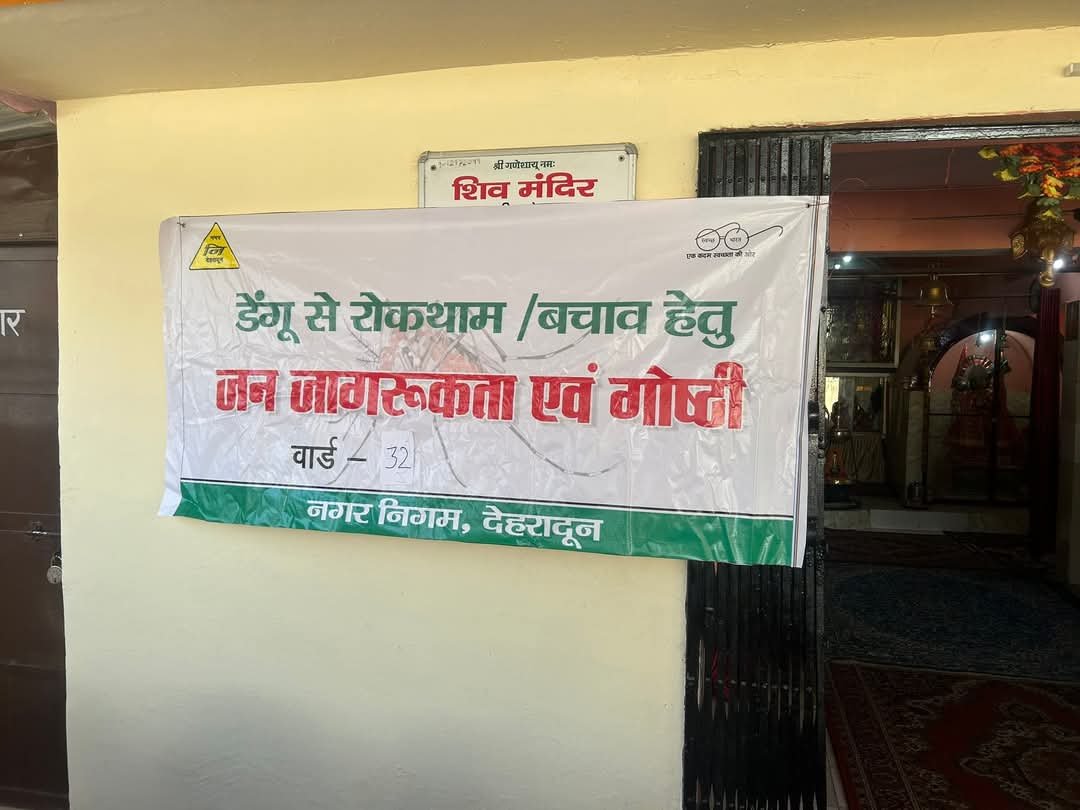 श्री गणेशाय नमः
शिव मंदिर
नगर
नि
देहरादून
स्वच्छ भारत
एक कदम स्वच्छता की ओर
डेंगू से रोकथाम /बचाव हेतु
जन जागरूकता एवं गोष्टी
वार्ड – 32
नगर निगम, देहरादून